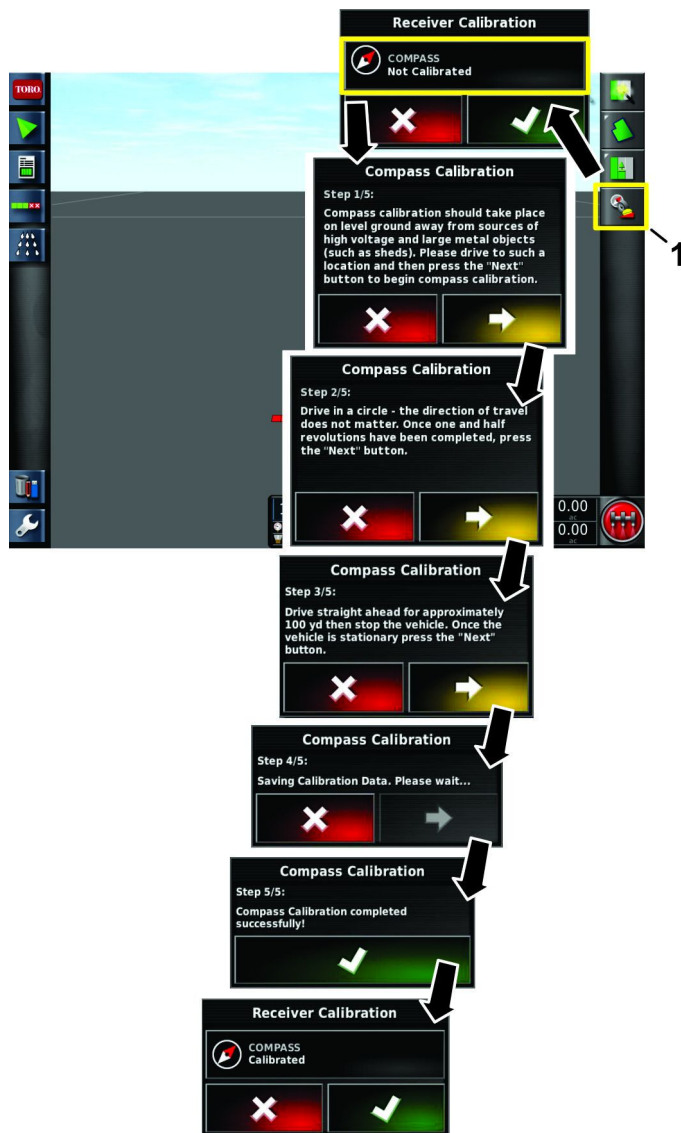 Receiver Calibration
COMPASS
Not Calibrated
TORO
Compass Calibration
Step 1/5:
Compass calibration should take place
on level ground away from sources of
high voltage and large metal objects
(such as sheds). Please drive to such a
location and then press the "Next"
button to begin compass calibration.
1
Compass Calibration
Step 2/5:
Drive in a circle - the direction of travel
does not matter. Once one and half
revolutions have been completed, press
the "Next" button.
0.00
ac
0.00
ac
Compass Calibration
Step 3/5:
Drive straight ahead for approximately
100 yd then stop the vehicle. Once the
vehicle is stationary press the "Next"
button.
Compass Calibration
Step 4/5:
Saving Calibration Data. Please wait...
Compass Calibration
Step 5/5:
Compass Calibration completed
successfully!
Receiver Calibration
COMPASS
Calibrated